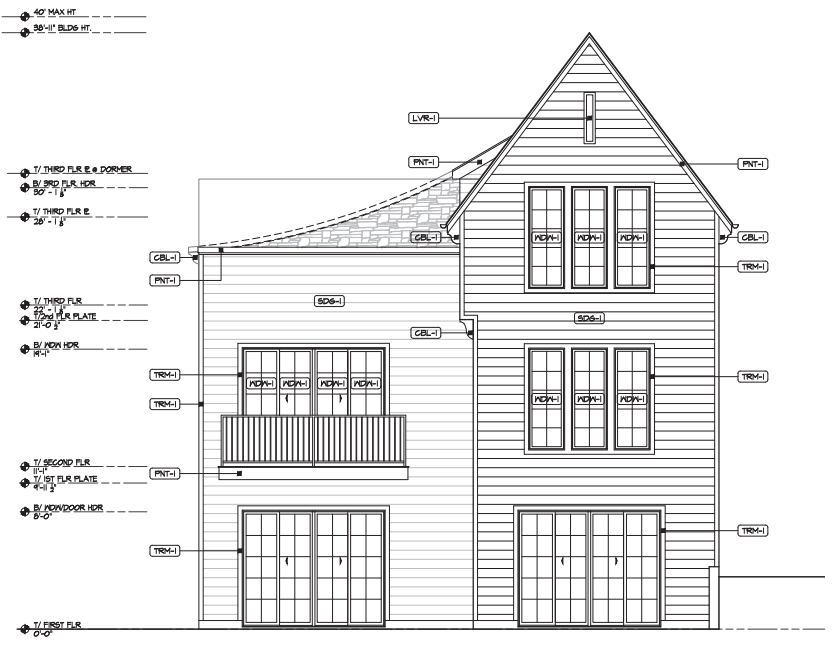 40' MAX HT
38'-11" BLDG HT.
LVR-1
T/ THIRD FLR ℄ @ DORMER
PNT-1
PNT-1
B/ 3RD FLR HDR
30' - 1 ⅛"
T/ THIRD FLR ℄
28' - 1 ⅛"
CBL-1
WDW-1 WDW-1 WDW-1
CBL-1
CBL-1
TRM-1
PNT-1
SDG-1
T/ THIRD FLR
22' - 1 ⅛"
T/2nd FLR PLATE
21'-0 ½"
SDG-1
CBL-1
B/ WDW HDR
19'-1"
TRM-1
WDW-1 WDW-1 WDW-1 WDW-1
TRM-1
TRM-1
WDW-1 WDW-1 WDW-1
T/ SECOND FLR
11'-1"
PNT-1
T/ 1ST FLR PLATE
9'-11 ½"
B/ WDW/DOOR HDR
8'-0"
TRM-1
TRM-1
T/ FIRST FLR
0'-0"